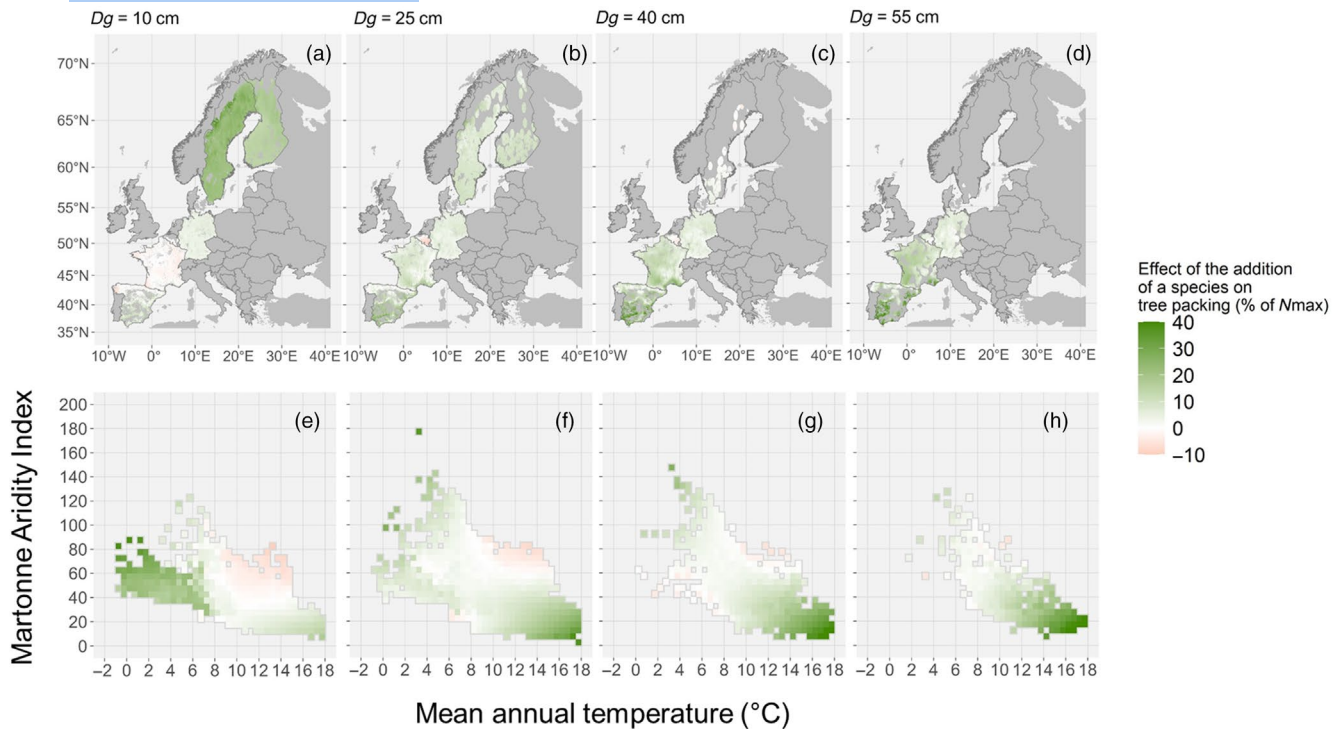 Dg = 10 cm
Dg = 25 cm
Dg = 40 cm
Dg = 55 cm
(a)
(b)
(c)
(d)
70°N
65°N
60°N
55°N
50°N
45°N
40°N
35°N
10°W 0° 10°E 20°E 30°E 40°E
10°W 0° 10°E 20°E 30°E 40°E
10°W 0° 10°E 20°E 30°E 40°E
10°W 0° 10°E 20°E 30°E 40°E
Effect of the addition
of a species on
tree packing (% of Nmax)
40
30
20
10
0
−10
Martonne Aridity Index
200
180
160
140
120
100
80
60
40
20
0
(e)
(f)
(g)
(h)
−2 0 2 4 6 8 10 12 14 16 18
−2 0 2 4 6 8 10 12 14 16 18
−2 0 2 4 6 8 10 12 14 16 18
−2 0 2 4 6 8 10 12 14 16 18
Mean annual temperature (°C)